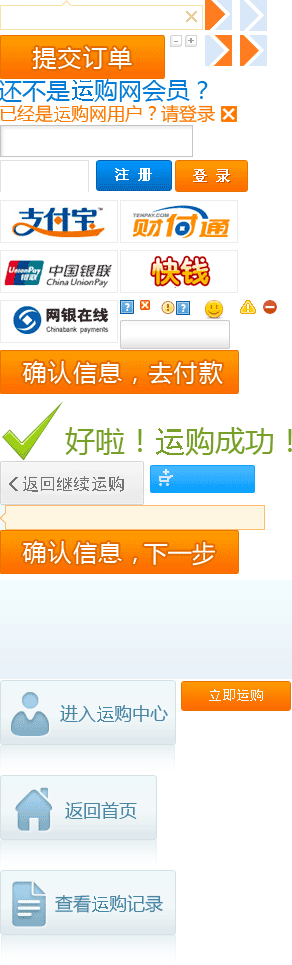 提交订单
还不是运购网会员？
已经是运购网用户？请登录
注 册
登 录
支付宝™
TENPAY.COM
财付通
UnionPay
银联
中国银联
China UnionPay
快钱
网银在线
Chinabank payments
确认信息，去付款
好啦！运购成功！
返回继续运购
确认信息，下一步
进入运购中心
立即运购
返回首页
查看运购记录